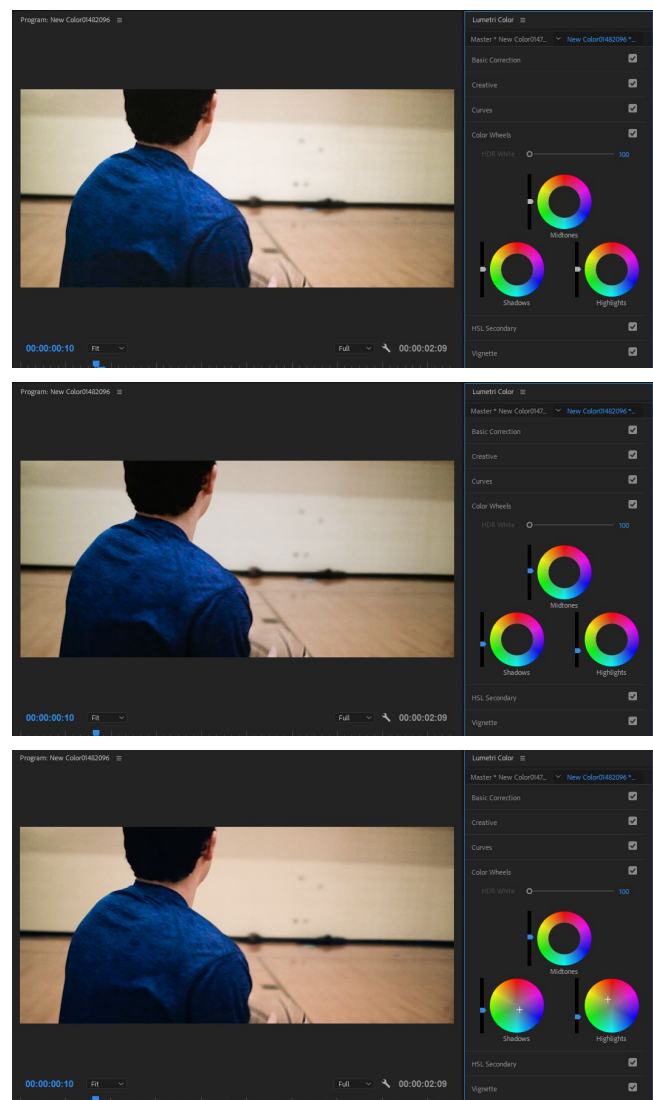 Program: New Color01482096
Lumetri Color
Master * New Color0147... New Color01482096 *...
Basic Correction
Creative
Curves
Color Wheels
HDR White 100
Midtones
Shadows Highlights
HSL Secondary
Vignette
00:00:00:10 Fit Full 00:00:02:09
Program: New Color01482096
Lumetri Color
Master * New Color0147... New Color01482096 *...
Basic Correction
Creative
Curves
Color Wheels
HDR White 100
Midtones
Shadows Highlights
HSL Secondary
Vignette
00:00:00:10 Fit Full 00:00:02:09
Program: New Color01482096
Lumetri Color
Master * New Color0147... New Color01482096 *...
Basic Correction
Creative
Curves
Color Wheels
HDR White 100
Midtones
Shadows Highlights
HSL Secondary
Vignette
00:00:00:10 Fit Full 00:00:02:09